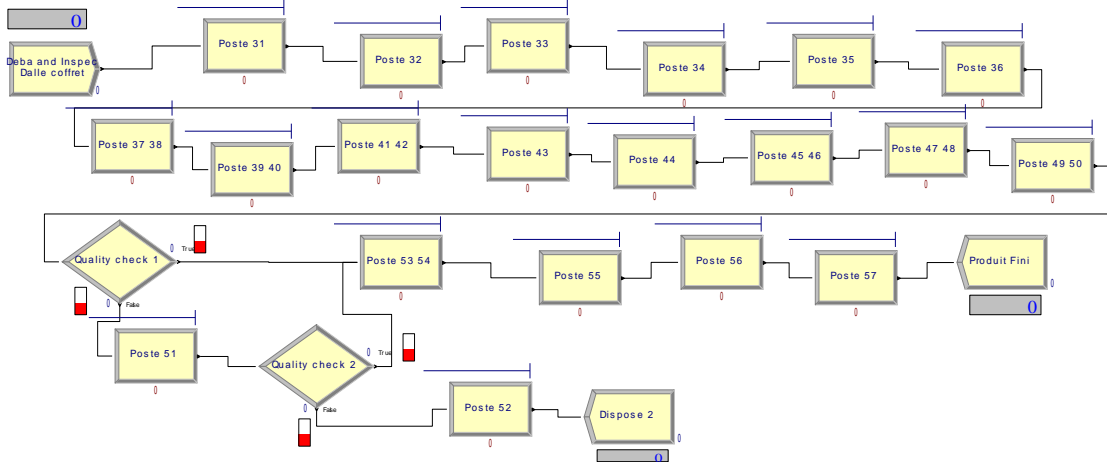 0
Deba and Inspec
Dalle coffret
0
Poste 31
0
Poste 32
0
Poste 33
0
Poste 34
0
Poste 35
0
Poste 36
0
Poste 37 38
0
Poste 39 40
0
Poste 41 42
0
Poste 43
0
Poste 44
0
Poste 45 46
0
Poste 47 48
0
Poste 49 50
0
Quality check 1
0
True
0
False
Poste 53 54
0
Poste 55
0
Poste 56
0
Poste 57
0
Produit Fini
0
0
Poste 51
0
Quality check 2
0
True
0
False
Poste 52
0
Dispose 2
0
0